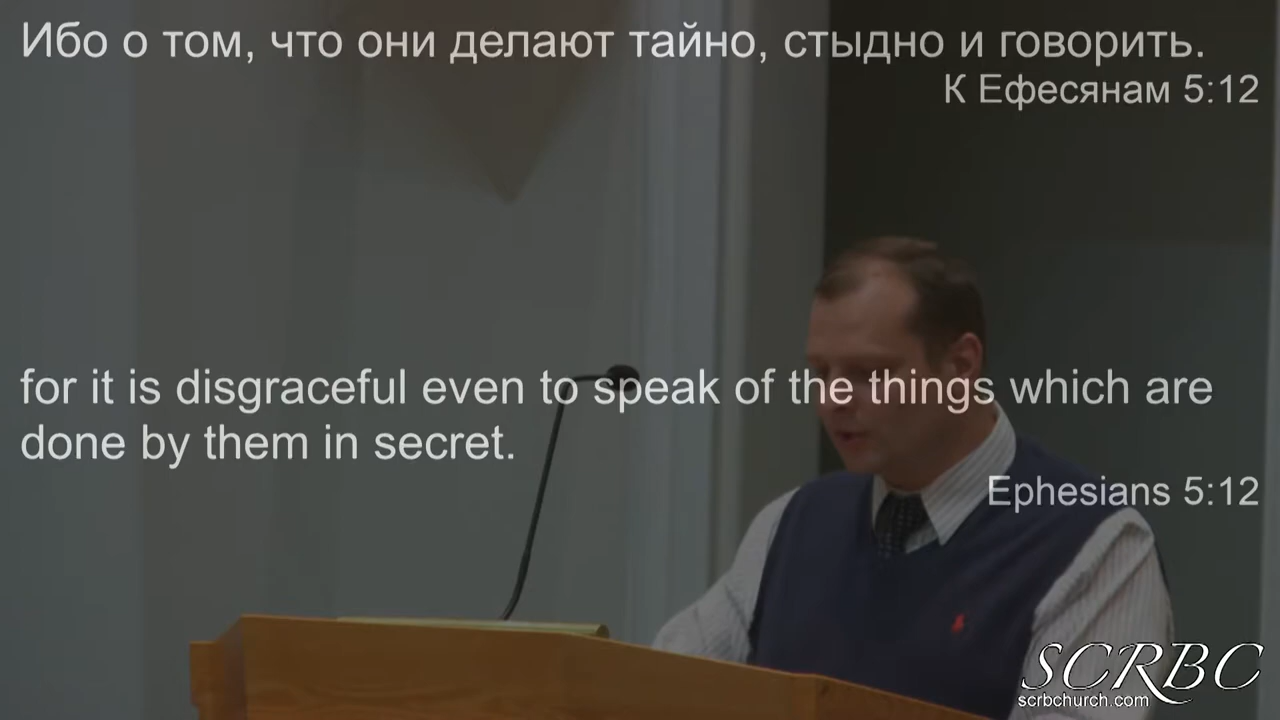 Ибо о том, что они делают тайно, стыдно и говорить.
К Ефесянам 5:12
for it is disgraceful even to speak of the things which are
done by them in secret.
Ephesians 5:12
SCRBC
scrbchurch.com